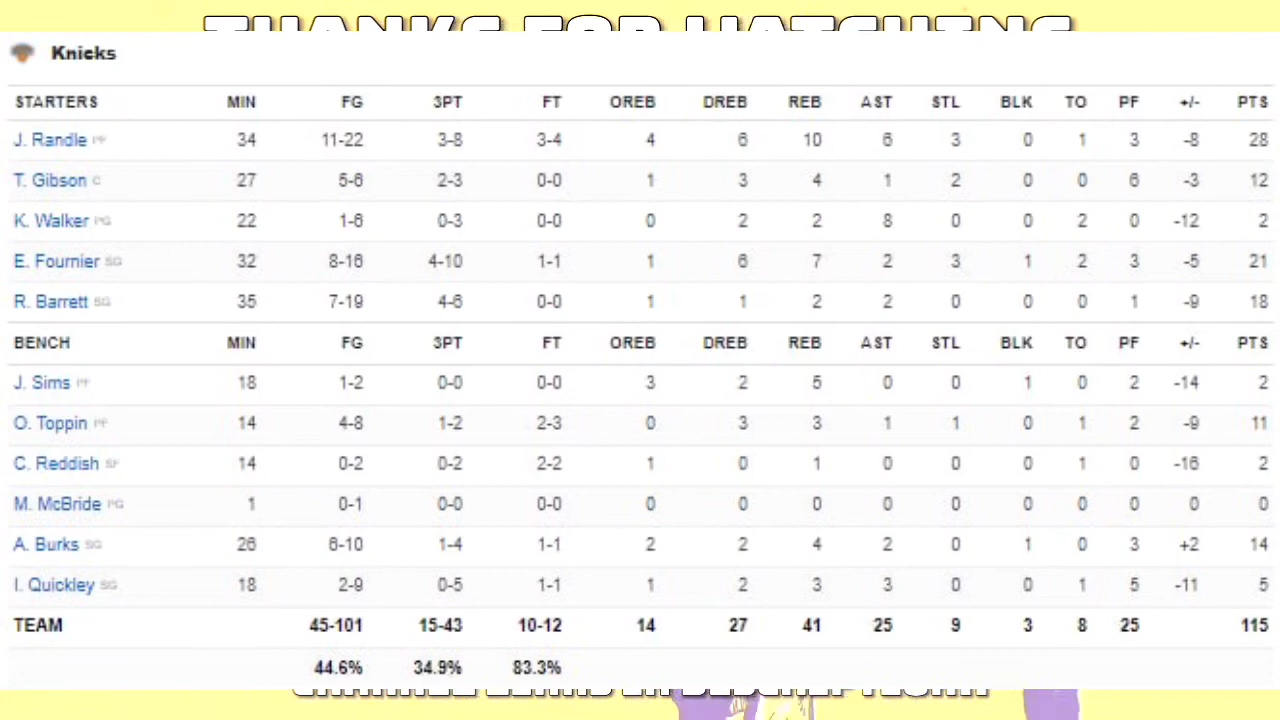 THANKS FOR WATCHING
Knicks
STARTERS MIN FG 3PT FT OREB DREB REB AST STL BLK TO PF +/- PTS
J. Randle PF 34 11-22 3-8 3-4 4 6 10 6 3 0 1 3 -8 28
T. Gibson C 27 5-6 2-3 0-0 1 3 4 1 2 0 0 6 -3 12
K. Walker PG 22 1-6 0-3 0-0 0 2 2 8 0 0 2 0 -12 2
E. Fournier SG 32 8-16 4-10 1-1 1 6 7 2 3 1 2 3 -5 21
R. Barrett SG 35 7-19 4-6 0-0 1 1 2 2 0 0 0 1 -9 18
BENCH MIN FG 3PT FT OREB DREB REB AST STL BLK TO PF +/- PTS
J. Sims PF 18 1-2 0-0 0-0 3 2 5 0 0 1 0 2 -14 2
O. Toppin PF 14 4-8 1-2 2-3 0 3 3 1 1 0 1 2 -9 11
C. Reddish SF 14 0-2 0-2 2-2 1 0 1 0 0 0 1 0 -16 2
M. McBride PG 1 0-1 0-0 0-0 0 0 0 0 0 0 0 0 0 0
A. Burks SG 26 6-10 1-4 1-1 2 2 4 2 0 1 0 3 +2 14
I. Quickley SG 18 2-9 0-5 1-1 1 2 3 3 0 0 1 5 -11 5
TEAM 45-101 15-43 10-12 14 27 41 25 9 3 8 25 115
44.6% 34.9% 83.3%